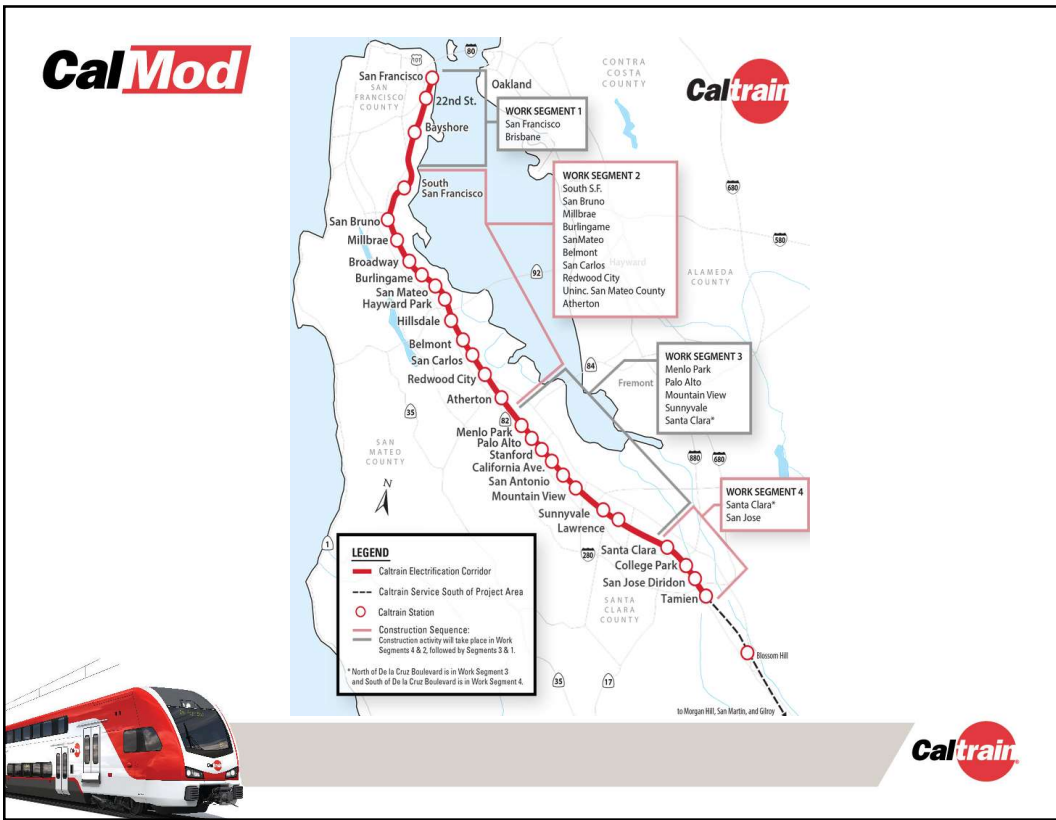 CalMod
Caltrain
101
80
San Francisco
SAN
FRANCISCO
COUNTY
Oakland
CONTRA
COSTA
COUNTY
22nd St.
WORK SEGMENT 1
San Francisco
Brisbane
Bayshore
WORK SEGMENT 2
South S.F.
San Bruno
Millbrae
Burlingame
SanMateo
Belmont
San Carlos
Redwood City
Uninc. San Mateo County
Atherton
680
580
South
San Francisco
San Bruno
Millbrae
Broadway
Burlingame
San Mateo
Hayward Park
Hillsdale
Belmont
San Carlos
Redwood City
Atherton
92
Hayward
ALAMEDA
COUNTY
84
Fremont
WORK SEGMENT 3
Menlo Park
Palo Alto
Mountain View
Sunnyvale
Santa Clara*
35
82
SAN
MATEO
COUNTY
N
Menlo Park
Palo Alto
Stanford
California Ave.
San Antonio
Mountain View
Sunnyvale
Lawrence
880
680
WORK SEGMENT 4
Santa Clara*
San Jose
1
280
Santa Clara
College Park
San Jose Diridon
Tamien
SANTA
CLARA
COUNTY
LEGEND
Caltrain Electrification Corridor
Caltrain Service South of Project Area
Caltrain Station
Construction Sequence:
Construction activity will take place in Work
Segments 4 & 2, followed by Segments 3 & 1.
* North of De la Cruz Boulevard is in Work Segment 3
and South of De la Cruz Boulevard is in Work Segment 4.
35
17
Blossom Hill
to Morgan Hill, San Martin, and Gilroy
Caltrain